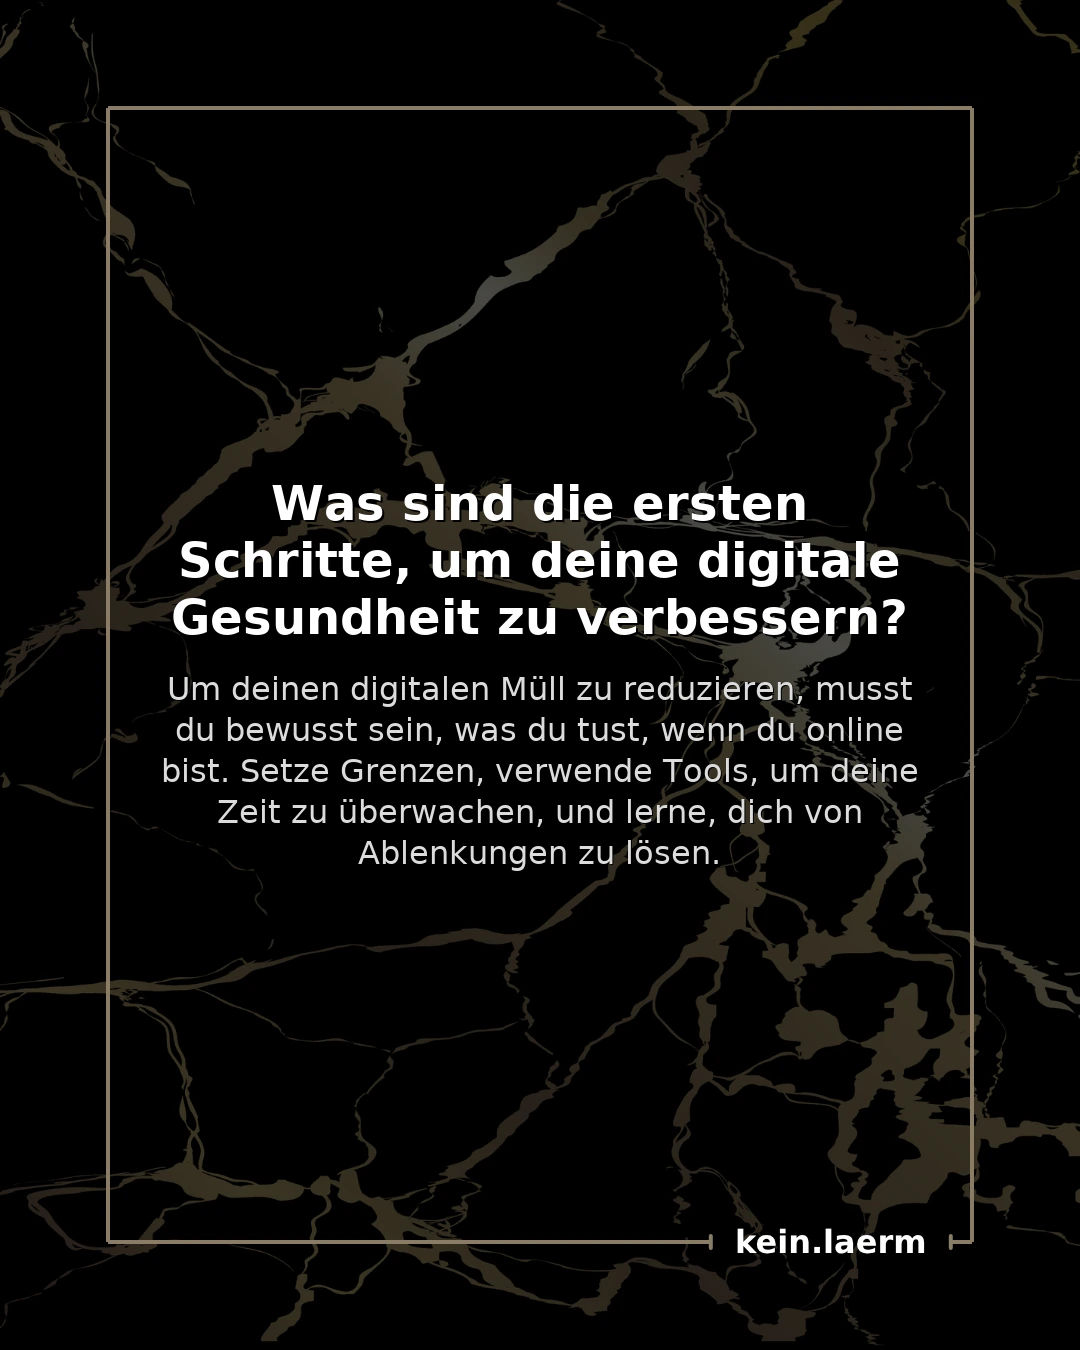 Was sind die ersten
Schritte, um deine digitale
Gesundheit zu verbessern?
Um deinen digitalen Müll zu reduzieren, musst
du bewusst sein, was du tust, wenn du online
bist. Setze Grenzen, verwende Tools, um deine
Zeit zu überwachen, und lerne, dich von
Ablenkungen zu lösen.
kein.laerm